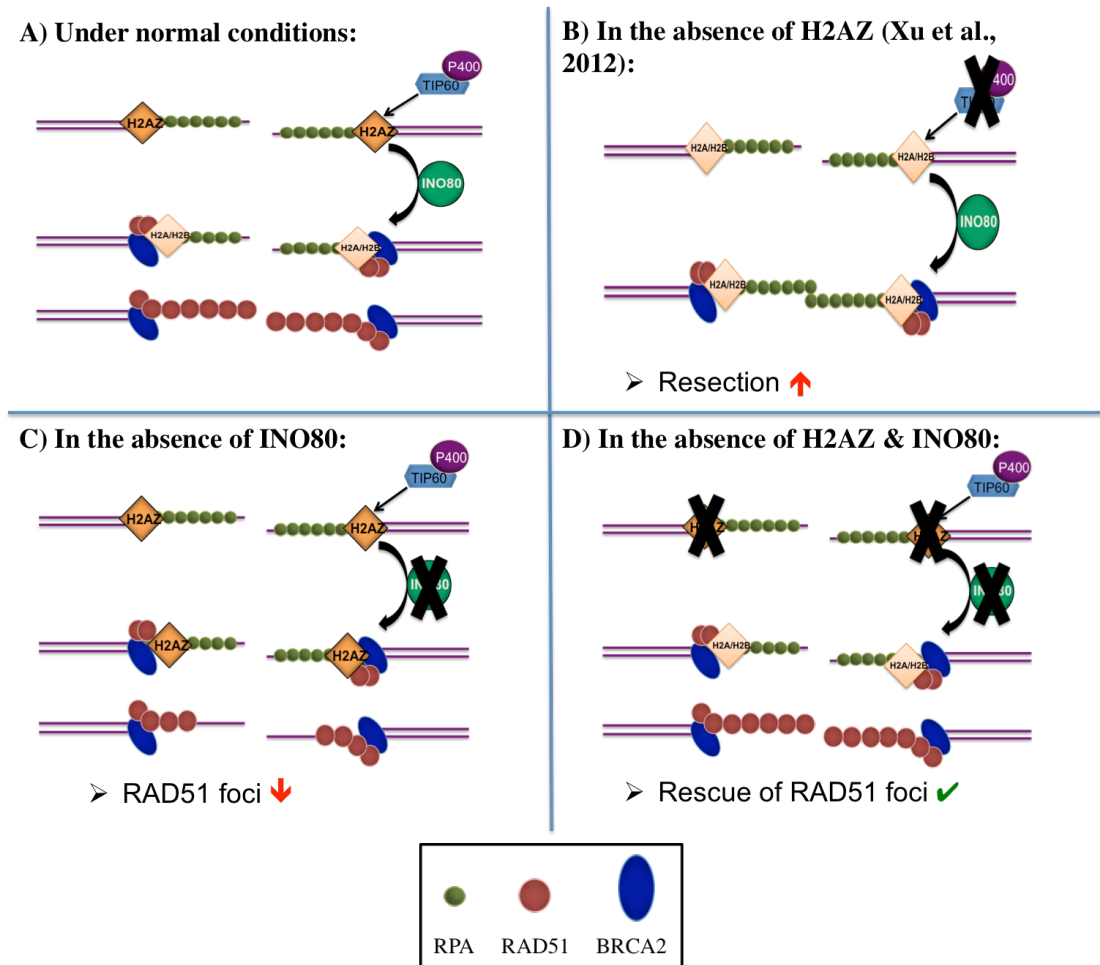 A) Under normal conditions:
P400
TIP60
H2AZ
H2AZ
INO80
H2A/H2B
H2A/H2B
B) In the absence of H2AZ (Xu et al.,
2012):
400
H2A/H2B
H2A/H2B
INO80
H2A/H2B
H2A/H2B
➢ Resection ↑
C) In the absence of INO80:
P400
TIP60
H2AZ
H2AZ
H2AZ
H2AZ
➢ RAD51 foci ↓
D) In the absence of H2AZ & INO80:
P400
TIP60
H2A/H2B
H2A/H2B
➢ Rescue of RAD51 foci ✔
RPA RAD51 BRCA2